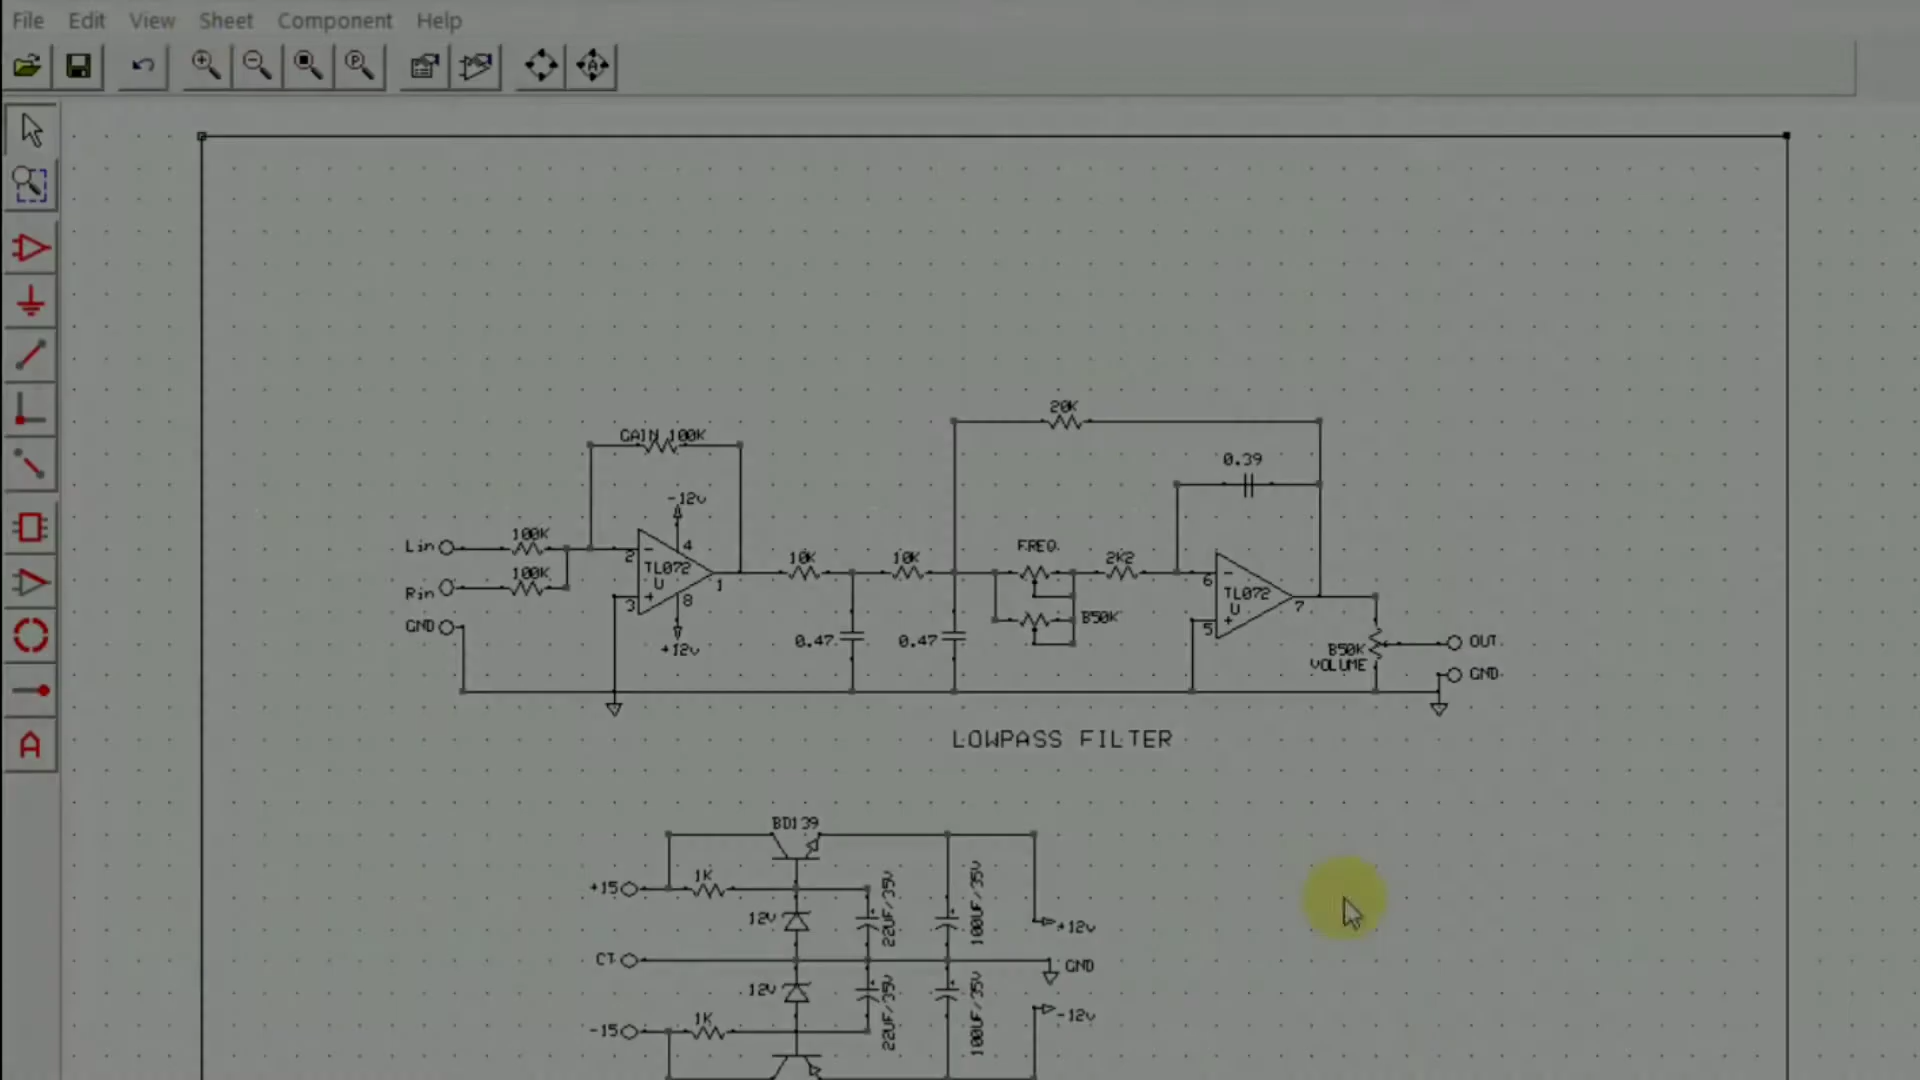 File Edit View Sheet Component Help
20K
GAIN 100K
0.39
-12v
Lin 100K
2 4
TL072
U
1
10K 10K
FREQ.
2K2
6
TL072
U
7
Rin 100K
3 8
B50K
5
GND
+12v
0.47 0.47
B50K
VOLUME
OUT
GND
LOWPASS FILTER
BD139
+15 1K
12V
22UF/35V
100UF/35V
+12v
CT
GND
12V
22UF/35V
100UF/35V
-12v
-15 1K
A